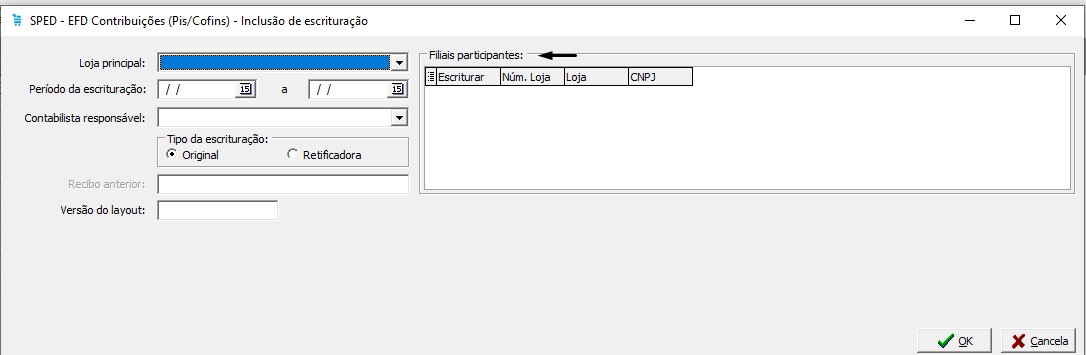 SPED - EFD Contribuições (Pis/Cofins) - Inclusão de escrituração
Loja principal:
Período da escrituração: / / 15 a / / 15
Contabilista responsável:
Tipo da escrituração:
Original Retificadora
Recibo anterior:
Versão do layout:
Filiais participantes:
Escriturar Núm. Loja Loja CNPJ
OK Cancela